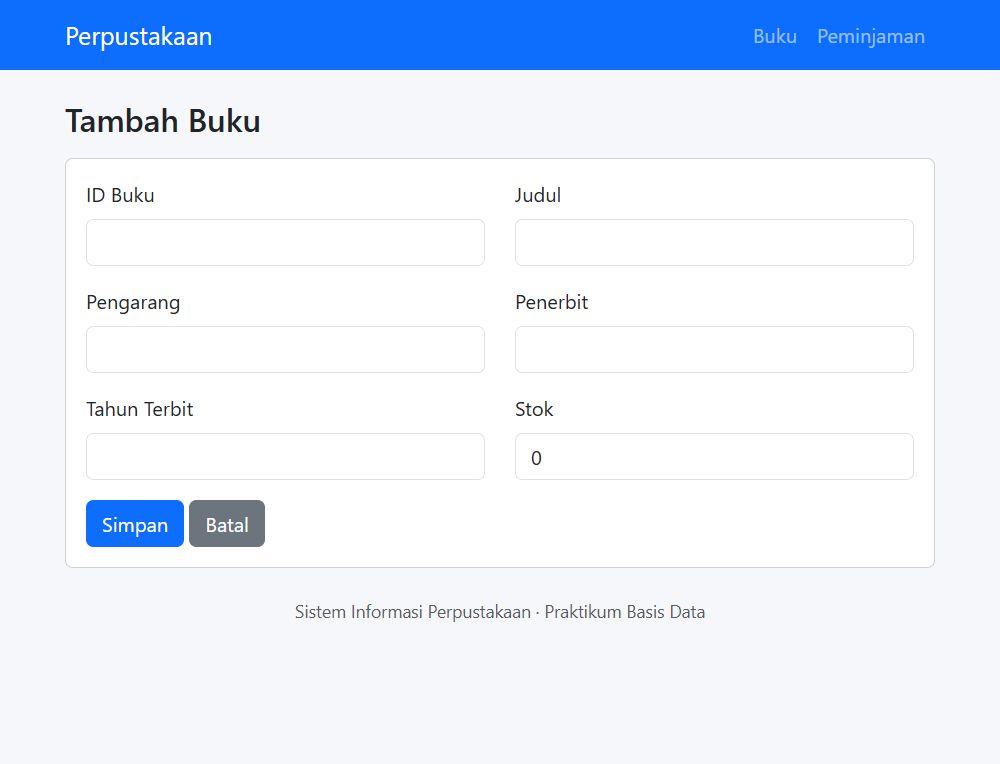 Perpustakaan
Buku Peminjaman
Tambah Buku
ID Buku
Judul
Pengarang
Penerbit
Tahun Terbit
Stok
0
Simpan Batal
Sistem Informasi Perpustakaan · Praktikum Basis Data